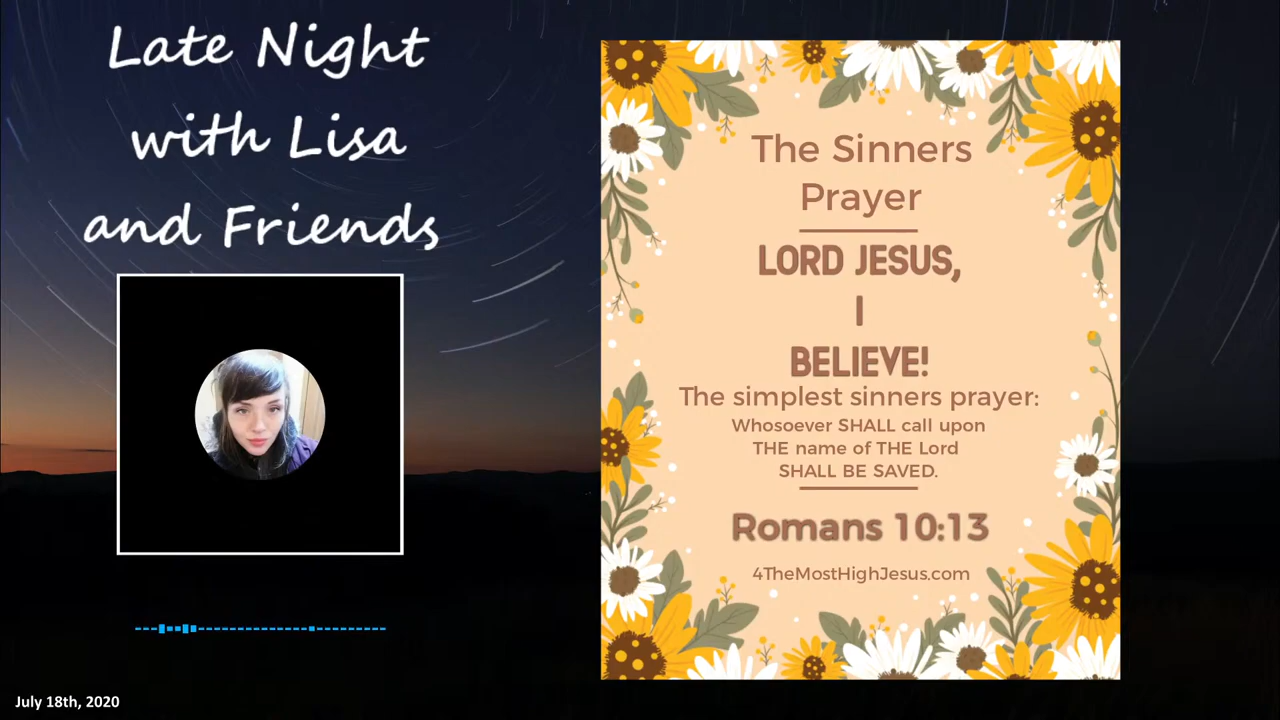 Late Night
with Lisa
and Friends
The Sinners
Prayer
LORD JESUS,
I
BELIEVE!
The simplest sinners prayer:
Whosoever SHALL call upon
THE name of THE Lord
SHALL BE SAVED.
Romans 10:13
4TheMostHighJesus.com
July 18th, 2020